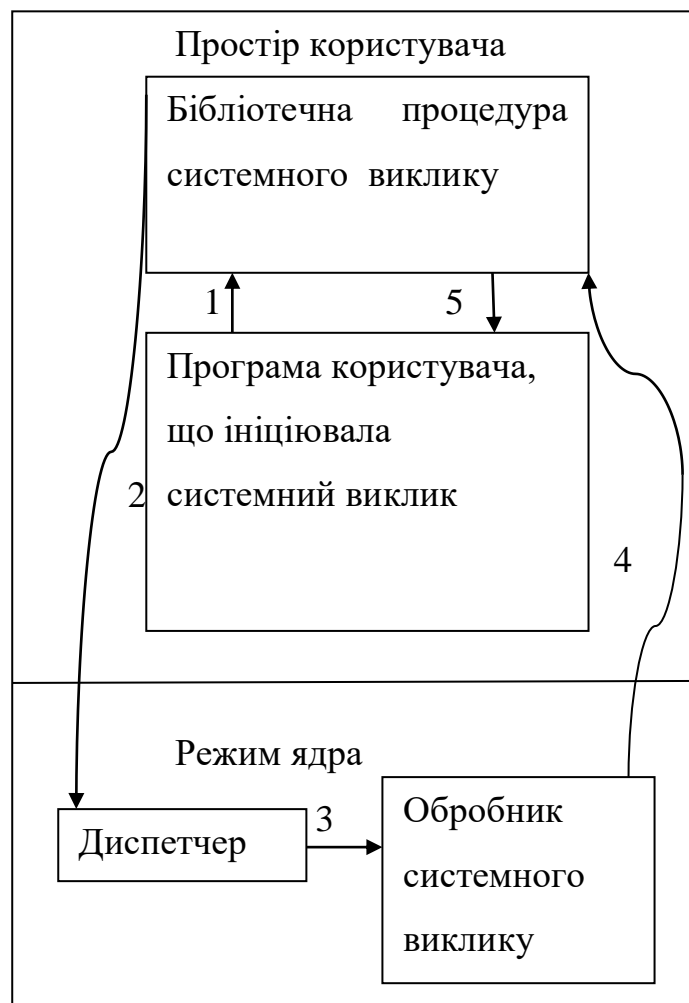 Простір користувача
Бібліотечна процедура
системного виклику
1
5
Програма користувача,
що ініціювала
системний виклик
2
4
Режим ядра
Диспетчер
3
Обробник
системного
виклику